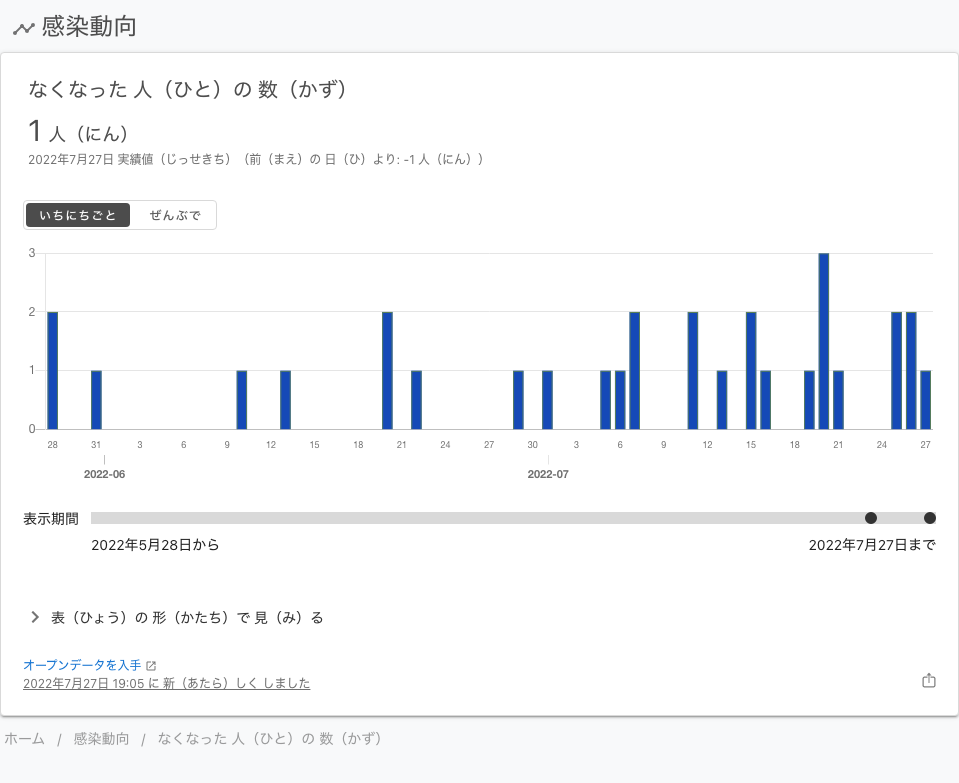 感染動向
なくなった 人（ひと）の 数（かず）
1 人（にん）
2022年7月27日 実績値（じっせきち）（前（まえ）の 日（ひ）より: -1 人（にん））
いちにちごと ぜんぶで
3
2
1
0
28 31 3 6 9 12 15 18 21 24 27 30 3 6 9 12 15 18 21 24 27
2022-06 2022-07
表示期間
2022年5月28日から 2022年7月27日まで
表（ひょう）の 形（かたち）で 見（み）る
オープンデータを入手
2022年7月27日 19:05 に 新（あたら）しく しました
ホーム / 感染動向 / なくなった 人（ひと）の 数（かず）